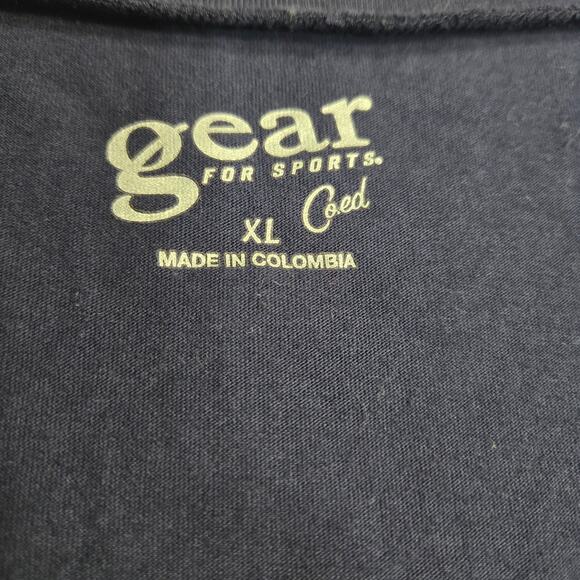 gear
FOR SPORTS.
Co.ed
XL
MADE IN COLOMBIA